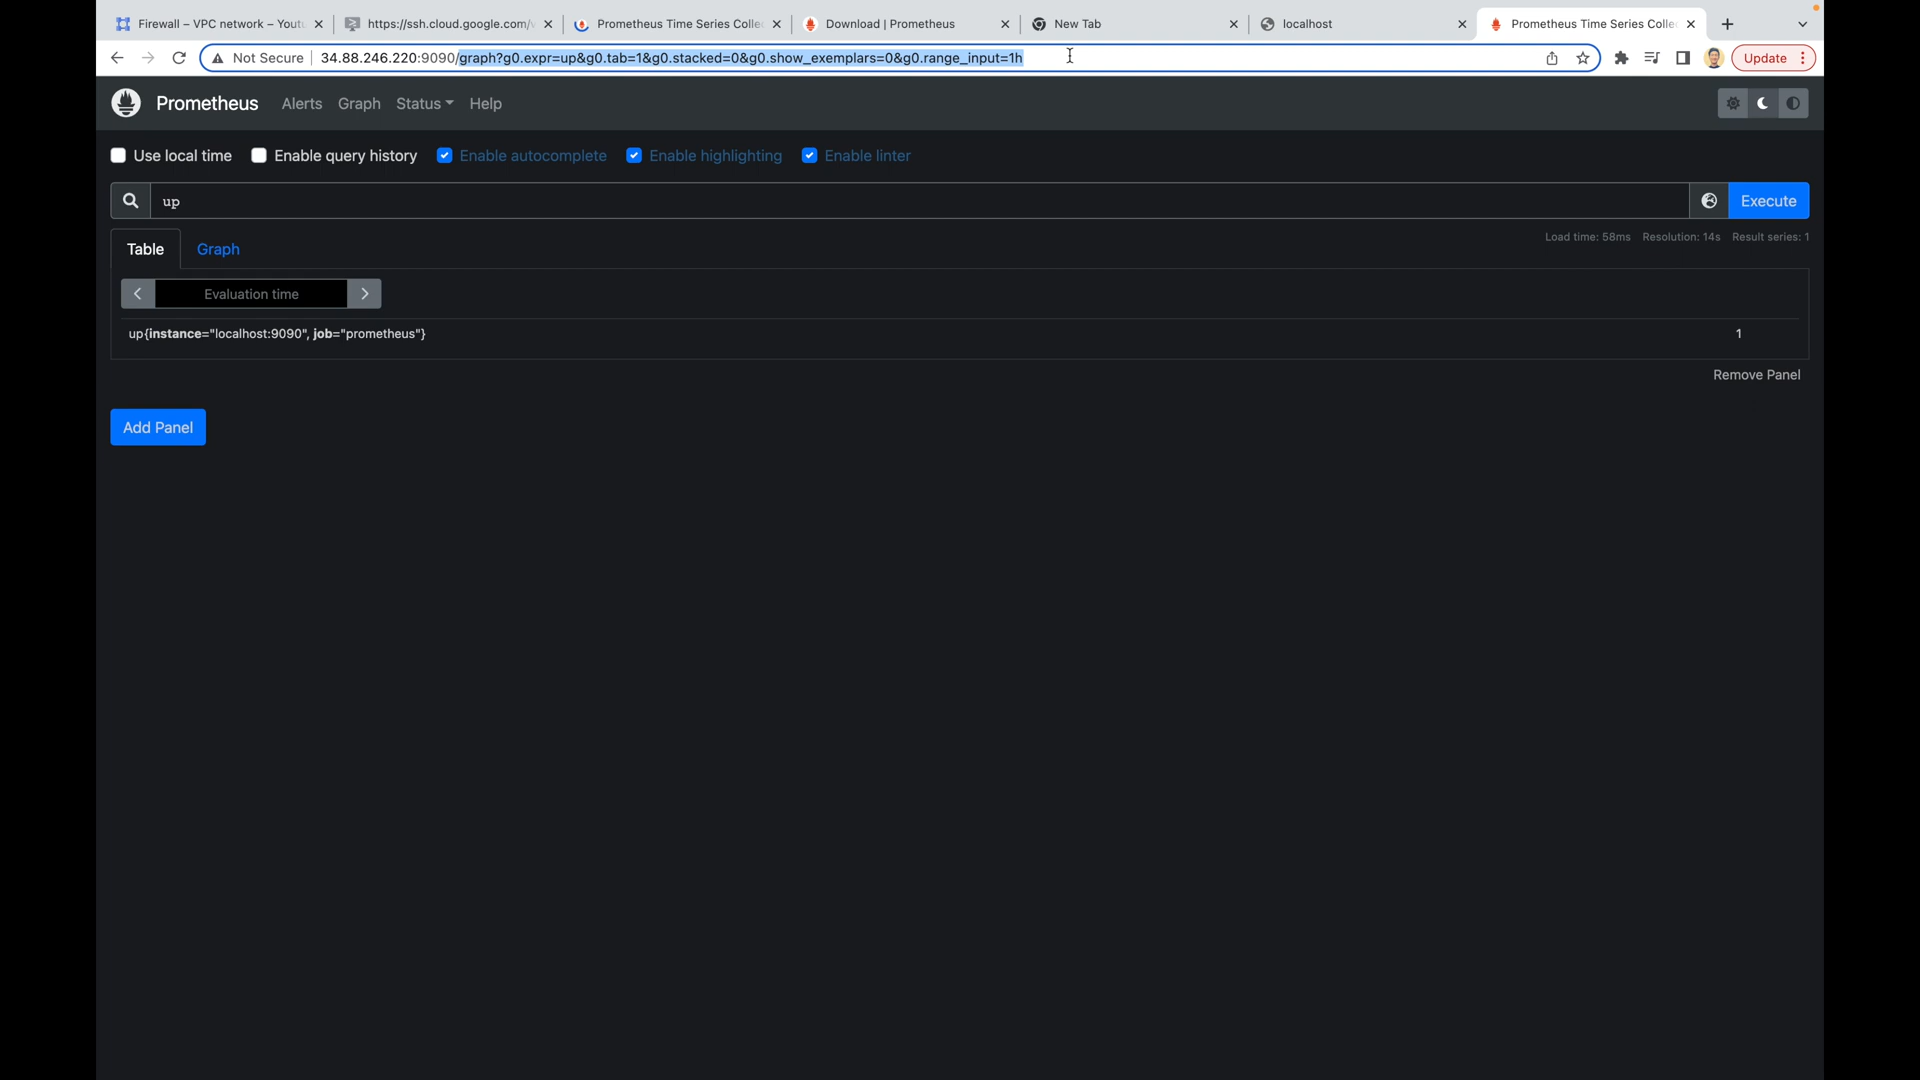 Firewall – VPC network – Yout
https://ssh.cloud.google.com/v
Prometheus Time Series Collec
Download | Prometheus
New Tab
localhost
Prometheus Time Series Collec
Not Secure
34.88.246.220:9090/graph?g0.expr=up&g0.tab=1&g0.stacked=0&g0.show_exemplars=0&g0.range_input=1h
Update
Prometheus
Alerts
Graph
Status
Help
Use local time
Enable query history
Enable autocomplete
Enable highlighting
Enable linter
up
Execute
Table
Graph
Load time: 58ms Resolution: 14s Result series: 1
Evaluation time
up{instance="localhost:9090", job="prometheus"}
1
Remove Panel
Add Panel